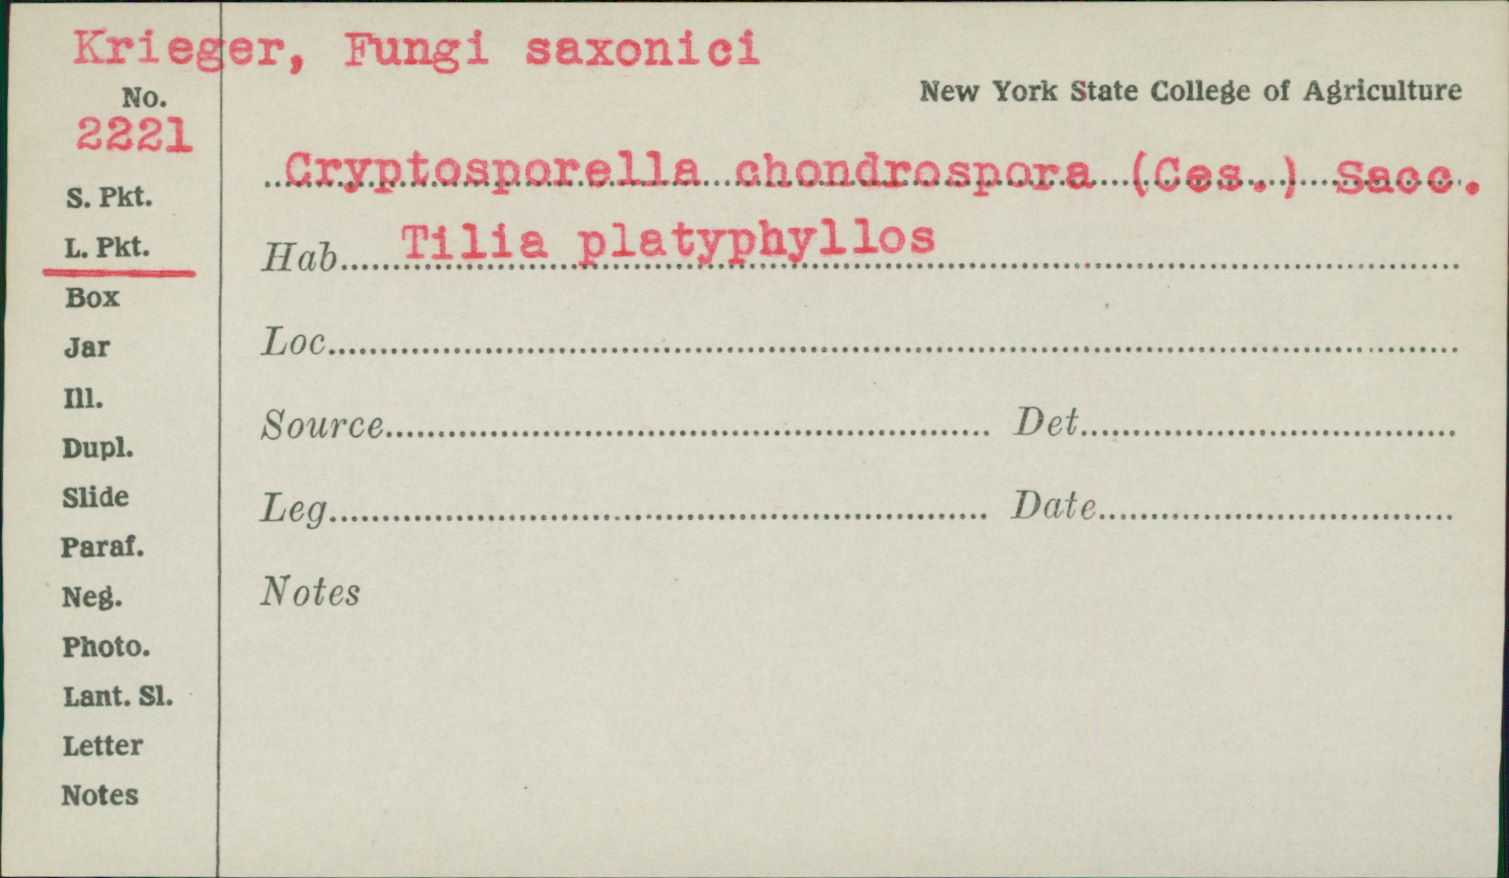 Krieger, Fungi saxonici
New York State College of Agriculture
No.
2221
Cryptosporella chondrospora (Ces.) Sacc.
S. Pkt.
L. Pkt.
Hab. Tilia platyphyllos
Box
Jar
Loc.
Ill.
Source Det.
Dupl.
Slide
Leg. Date
Paraf.
Neg.
Notes
Photo.
Lant. Sl.
Letter
Notes